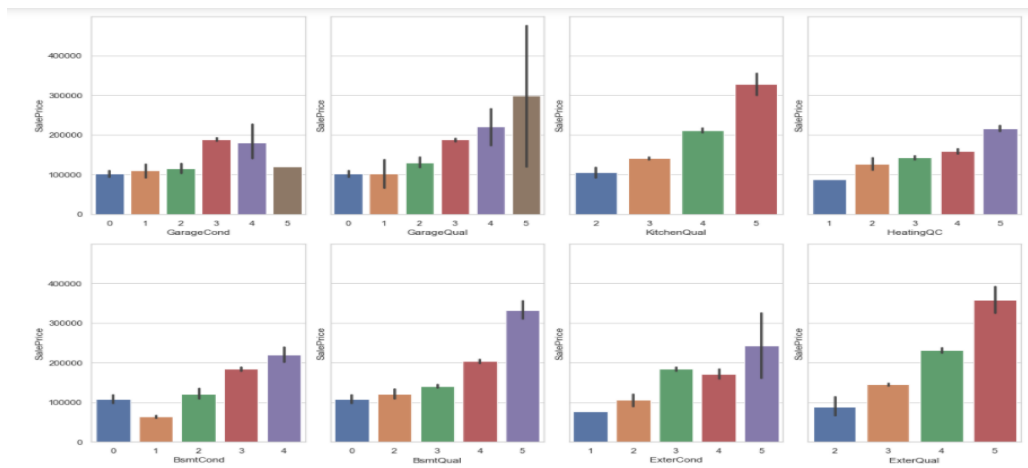 400000
300000
200000
100000
0
SalePrice
0 1 2 3 4 5
GarageCond
SalePrice
0 1 2 3 4 5
GarageQual
SalePrice
2 3 4 5
KitchenQual
SalePrice
1 2 3 4 5
HeatingQC
400000
300000
200000
100000
0
SalePrice
0 1 2 3 4
BsmtCond
SalePrice
0 1 2 3 4 5
BsmtQual
SalePrice
1 2 3 4 5
ExterCond
SalePrice
2 3 4 5
ExterQual